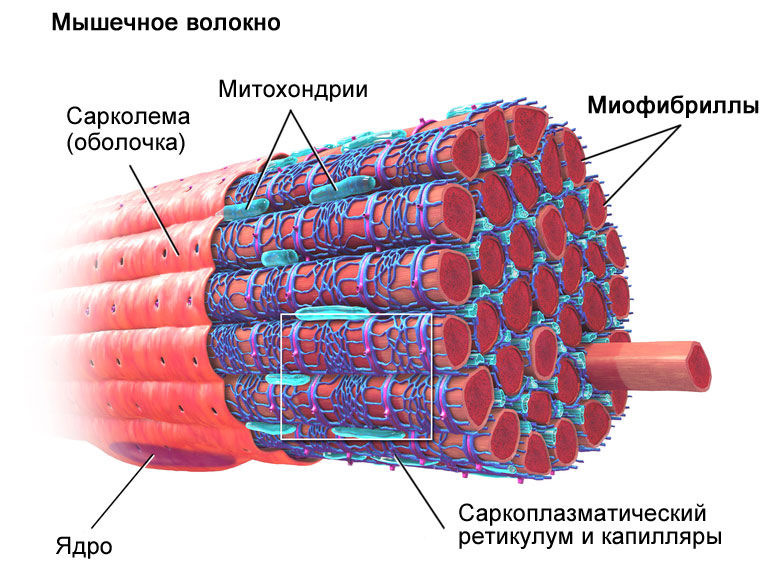 Мышечное волокно
Митохондрии
Сарколема
(оболочка)
Миофибриллы
Ядро
Саркоплазматический
ретикулум и капилляры